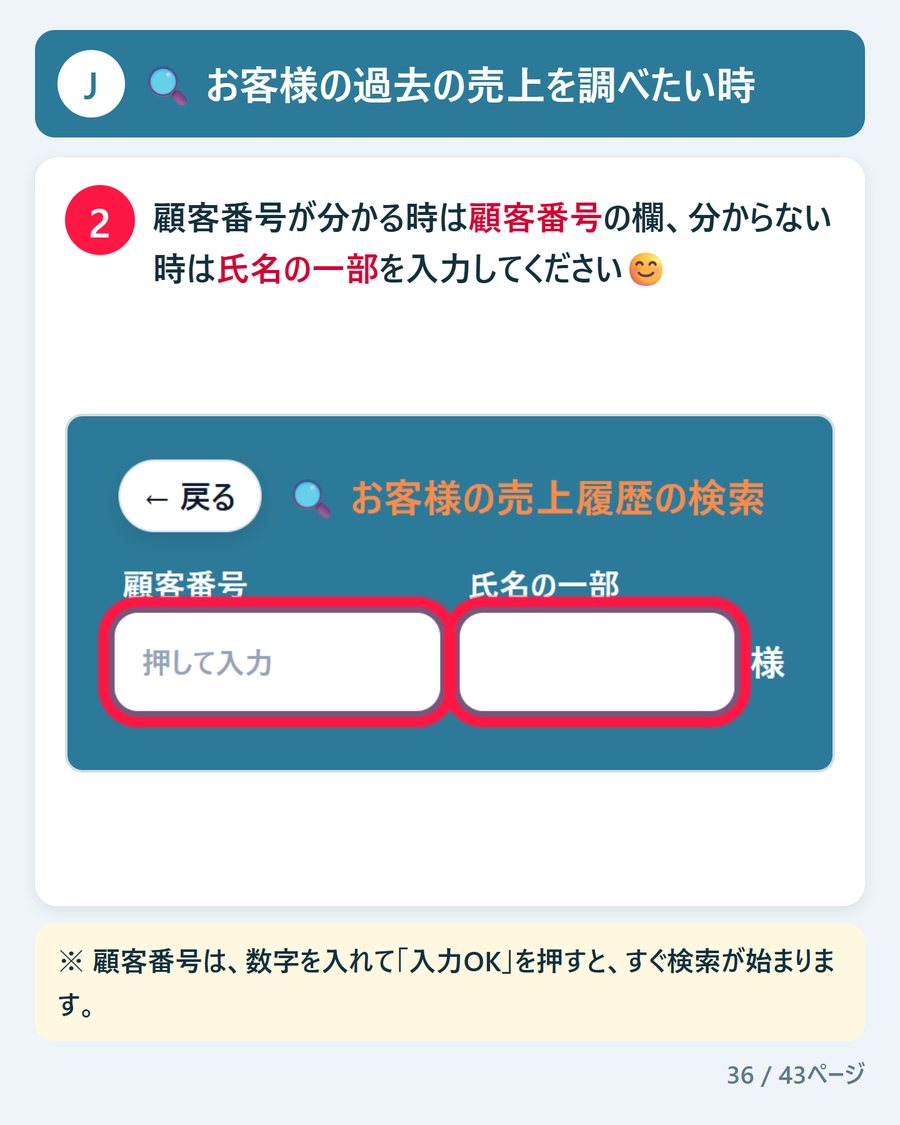 J 🔍 お客様の過去の売上を調べたい時
2 顧客番号が分かる時は顧客番号の欄、分からない
時は氏名の一部を入力してください😊
← 戻る 🔍 お客様の売上履歴の検索
顧客番号 氏名の一部
押して入力 様
※ 顧客番号は、数字を入れて「入力OK」を押すと、すぐ検索が始まりま
す。
36 / 43ページ